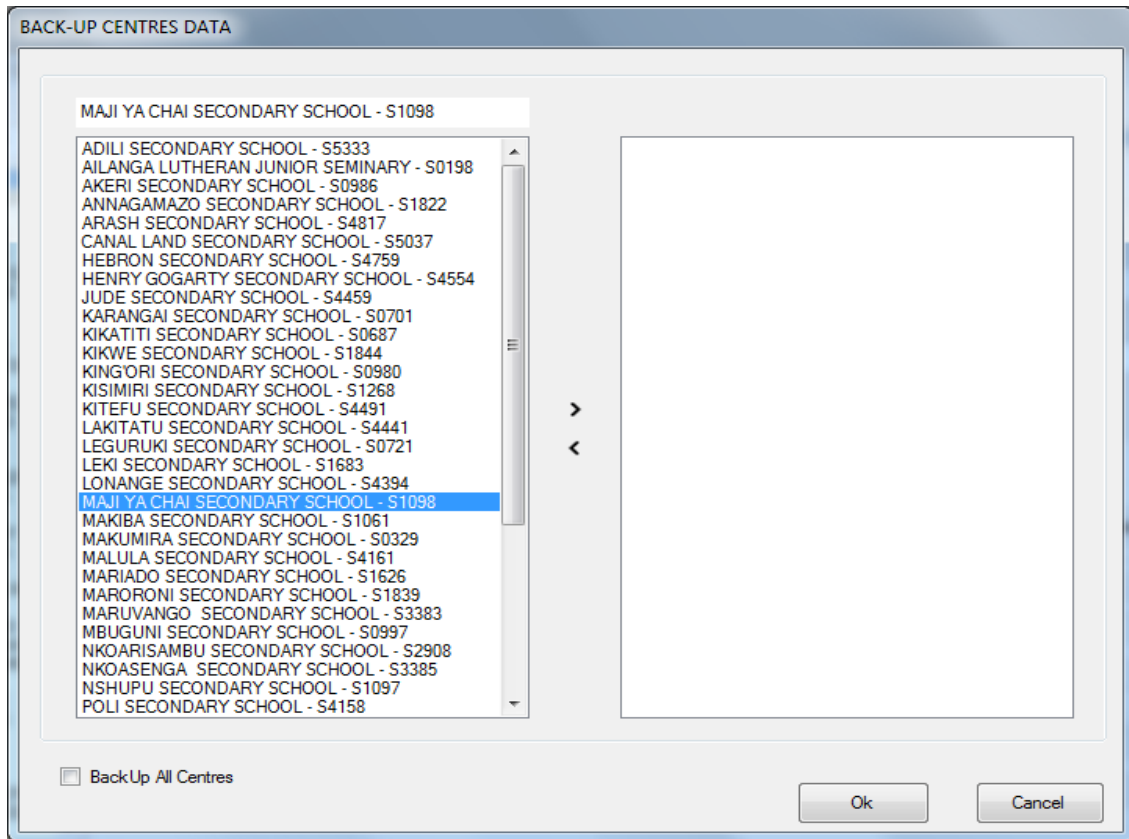 BACK-UP CENTRES DATA
MAJI YA CHAI SECONDARY SCHOOL - S1098
ADILI SECONDARY SCHOOL - S5333
AILANGA LUTHERAN JUNIOR SEMINARY - S0198
AKERI SECONDARY SCHOOL - S0986
ANNAGAMAZO SECONDARY SCHOOL - S1822
ARASH SECONDARY SCHOOL - S4817
CANAL LAND SECONDARY SCHOOL - S5037
HEBRON SECONDARY SCHOOL - S4759
HENRY GOGARTY SECONDARY SCHOOL - S4554
JUDE SECONDARY SCHOOL - S4459
KARANGAI SECONDARY SCHOOL - S0701
KIKATITI SECONDARY SCHOOL - S0687
KIKWE SECONDARY SCHOOL - S1844
KING'ORI SECONDARY SCHOOL - S0980
KISIMIRI SECONDARY SCHOOL - S1268
KITEFU SECONDARY SCHOOL - S4491
LAKITATU SECONDARY SCHOOL - S4441
LEGURUKI SECONDARY SCHOOL - S0721
LEKI SECONDARY SCHOOL - S1683
LONANGE SECONDARY SCHOOL - S4394
MAJI YA CHAI SECONDARY SCHOOL - S1098
MAKIBA SECONDARY SCHOOL - S1061
MAKUMIRA SECONDARY SCHOOL - S0329
MALULA SECONDARY SCHOOL - S4161
MARIADO SECONDARY SCHOOL - S1626
MARORONI SECONDARY SCHOOL - S1839
MARUVANGO  SECONDARY SCHOOL - S3383
MBUGUNI SECONDARY SCHOOL - S0997
NKOARISAMBU SECONDARY SCHOOL - S2908
NKOASENGA  SECONDARY SCHOOL - S3385
NSHUPU SECONDARY SCHOOL - S1097
POLI SECONDARY SCHOOL - S4158
>
<
BackUp All Centres
Ok
Cancel